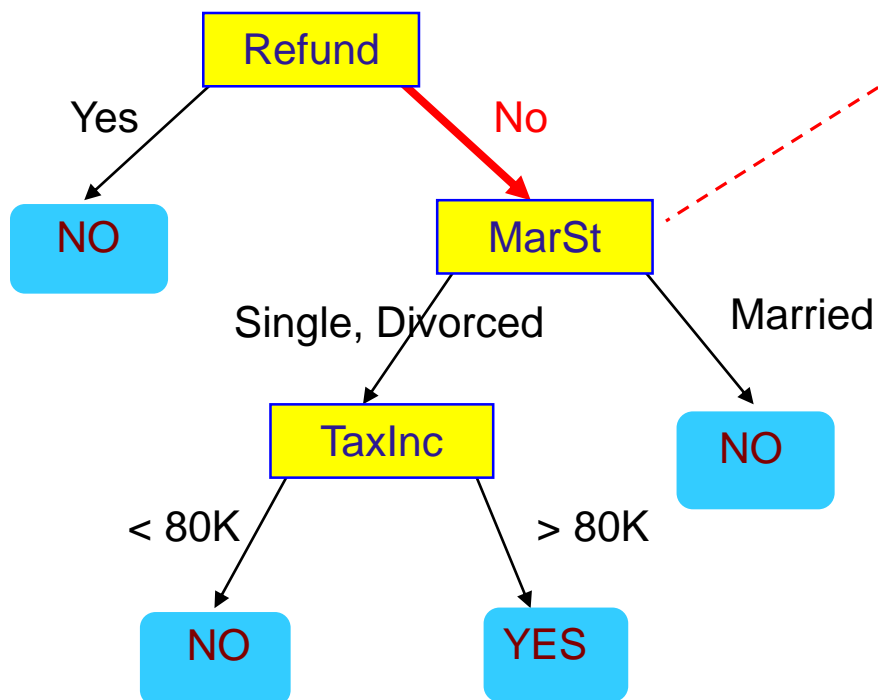 Refund
Yes
No
NO
MarSt
Single, Divorced
Married
TaxInc
NO
< 80K
> 80K
NO
YES